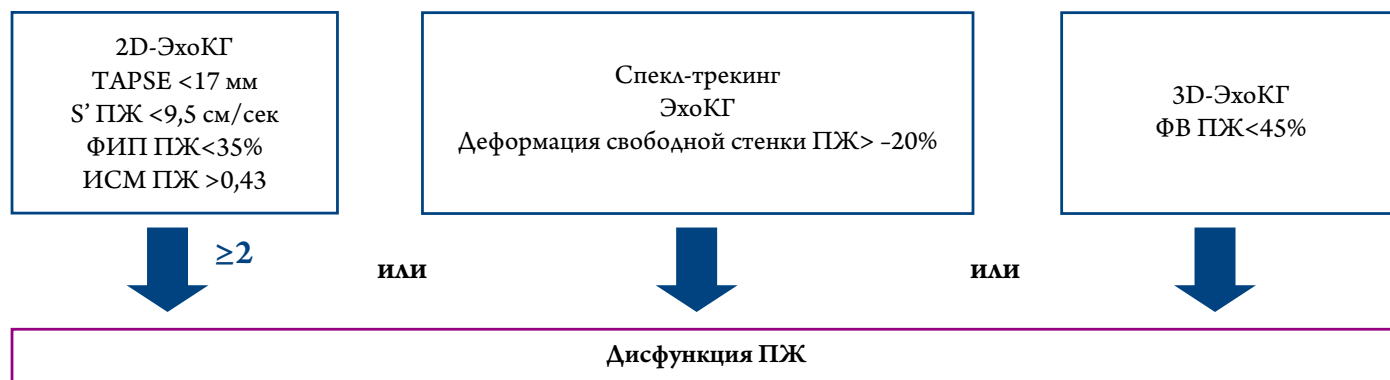 2D-ЭхоКГ
TAPSE <17 мм
S’ ПЖ <9,5 см/сек
ФИП ПЖ<35%
ИСМ ПЖ >0,43
Спекл-трекинг
ЭхоКГ
Деформация свободной стенки ПЖ> –20%
3D-ЭхоКГ
ФВ ПЖ<45%
≥2
или
или
Дисфункция ПЖ